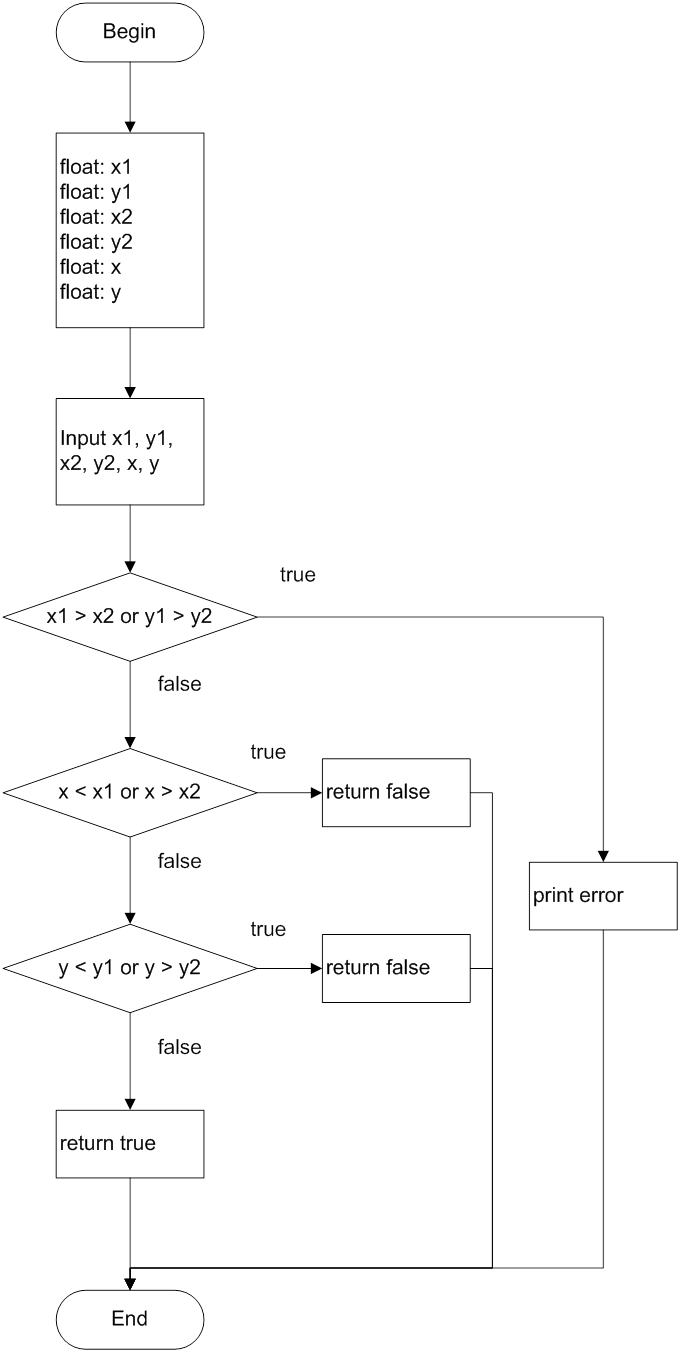 Begin
float: x1
float: y1
float: x2
float: y2
float: x
float: y
Input x1, y1,
x2, y2, x, y
true
x1 > x2 or y1 > y2
false
true
x < x1 or x > x2
return false
false
print error
true
y < y1 or y > y2
return false
false
return true
End